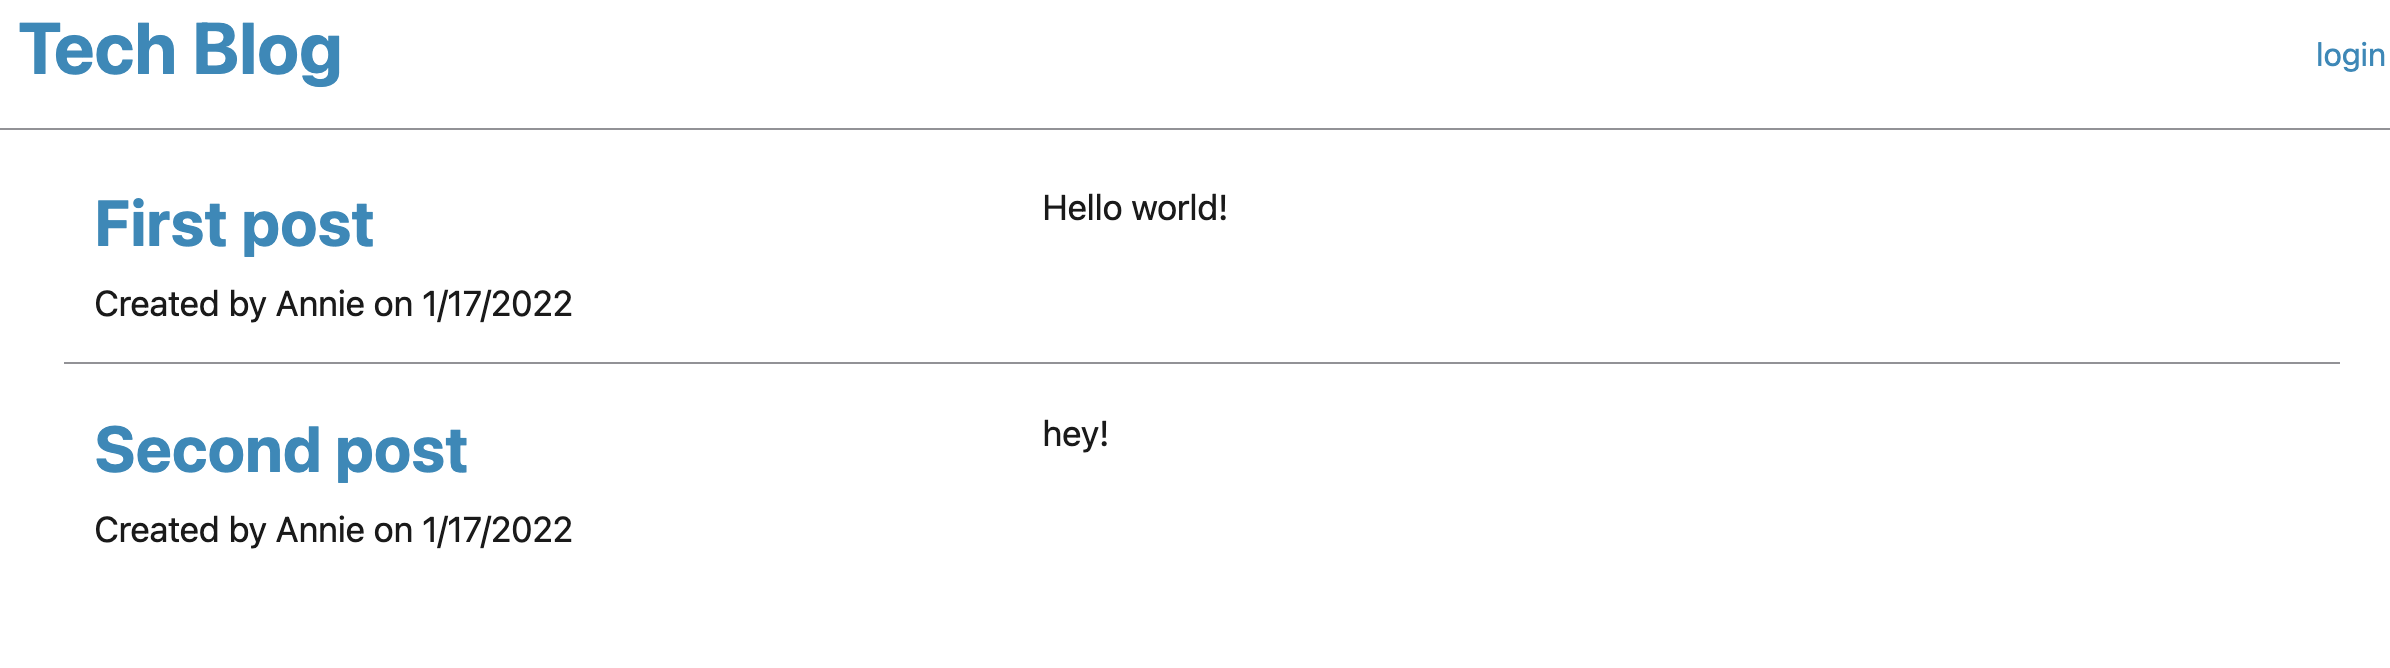 Tech Blog
login
First post
Hello world!
Created by Annie on 1/17/2022
Second post
hey!
Created by Annie on 1/17/2022